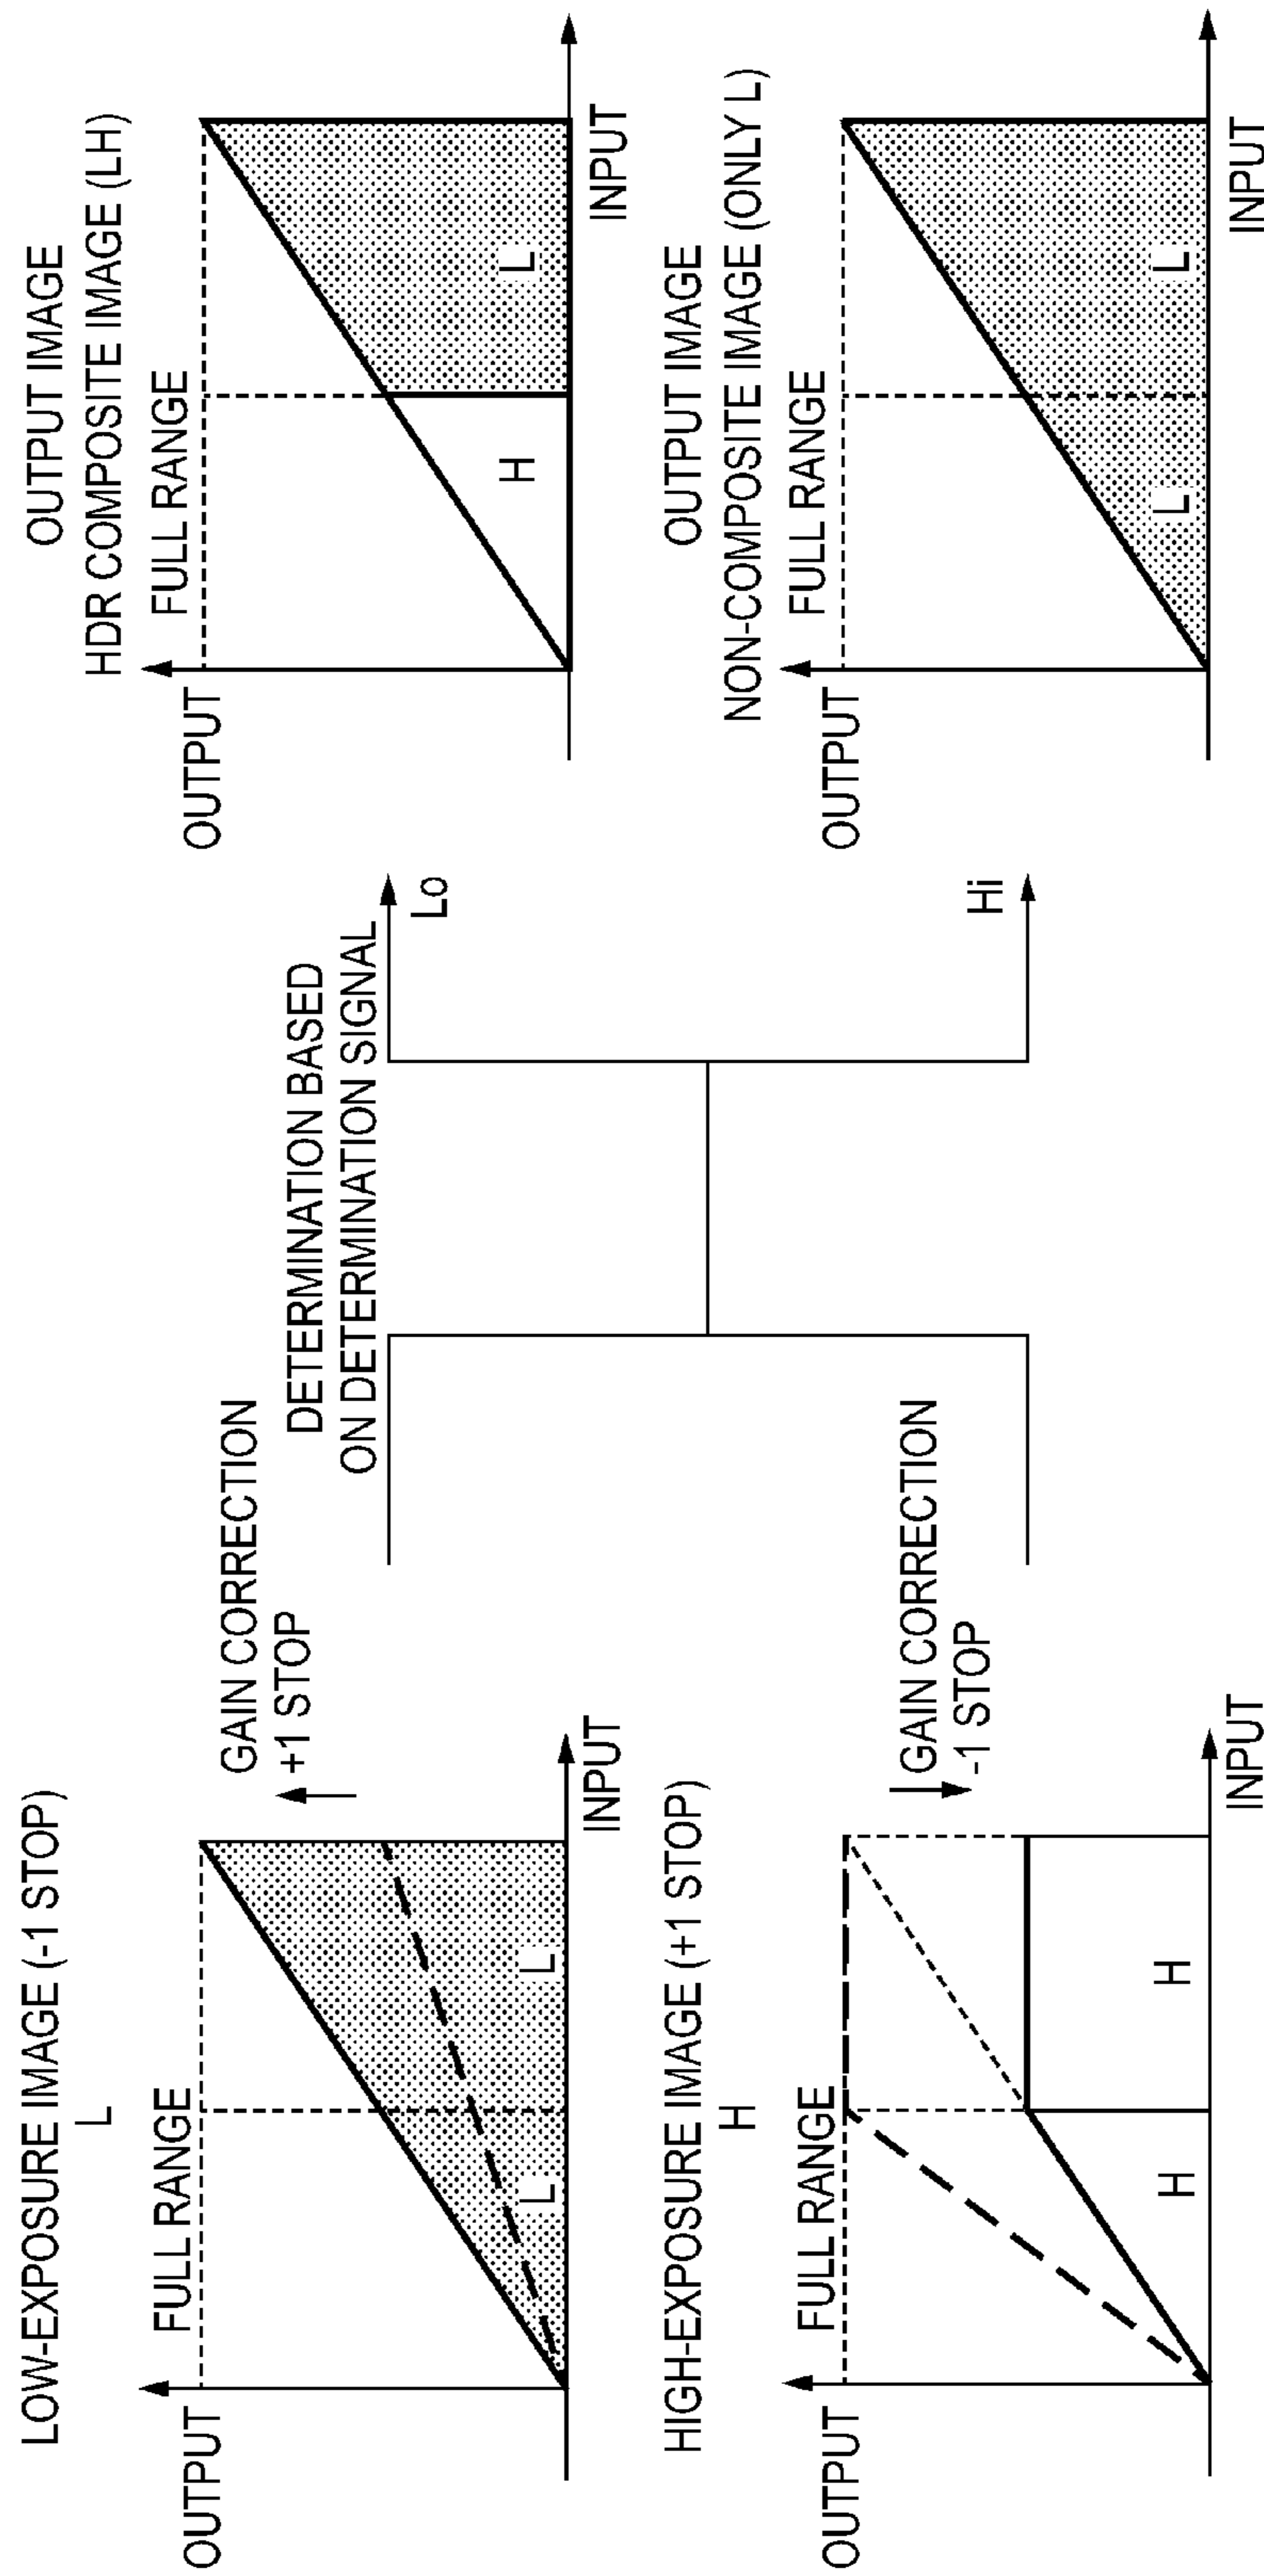 LOW-EXPOSURE IMAGE (-1 STOP)
L
FULL RANGE
OUTPUT
L
L
INPUT
GAIN CORRECTION
+1 STOP
HIGH-EXPOSURE IMAGE (+1 STOP)
H
FULL RANGE
OUTPUT
H
H
INPUT
GAIN CORRECTION
-1 STOP
DETERMINATION BASED
ON DETERMINATION SIGNAL
Lo
Hi
OUTPUT IMAGE
HDR COMPOSITE IMAGE (LH)
FULL RANGE
OUTPUT
H
L
INPUT
OUTPUT IMAGE
NON-COMPOSITE IMAGE (ONLY L)
FULL RANGE
OUTPUT
L
L
INPUT